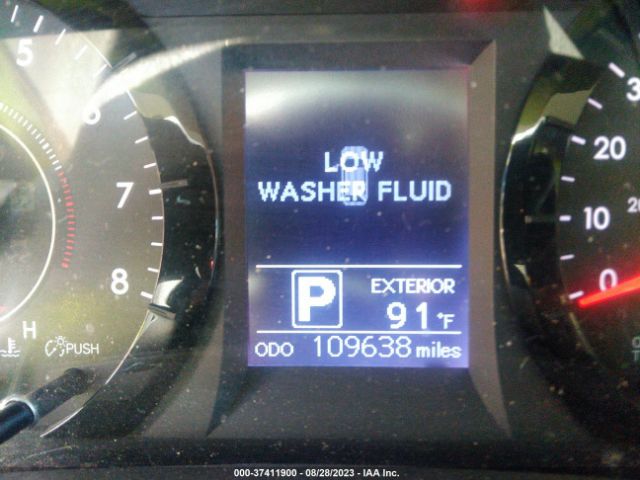 5
6
7
8
H
PUSH
LOW
WASHER FLUID
P
EXTERIOR
91°F
ODO 109638 miles
20
10
0
000-37411900 - 08/28/2023 - IAA Inc.